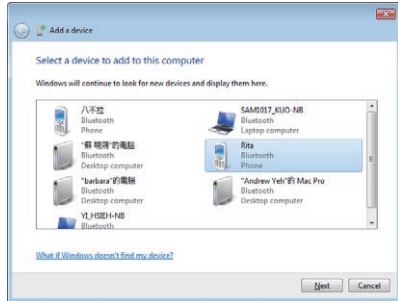 Add a device
Select a device to add to this computer
Windows will continue to look for new devices and display them here.
八不拉
Bluetooth
Phone
SAM1017_KUO-NB
Bluetooth
Laptop computer
的電腦
Bluetooth
Desktop computer
Rita
Bluetooth
Phone
"barbara"的電腦
Bluetooth
Desktop computer
"Andrew Yeh"的 Mac Pro
Bluetooth
Desktop computer
YI_HSIEH-NB
Bluetooth
What if Windows doesn't find my device?
Next
Cancel